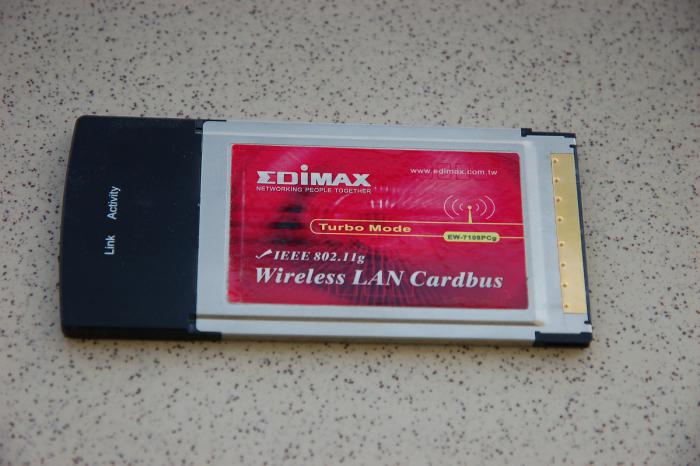 Link Activity
EDIMAX
NETWORKING PEOPLE TOGETHER
www.edimax.com.tw
Turbo Mode
EW-7108PCg
IEEE 802.11g
Wireless LAN Cardbus